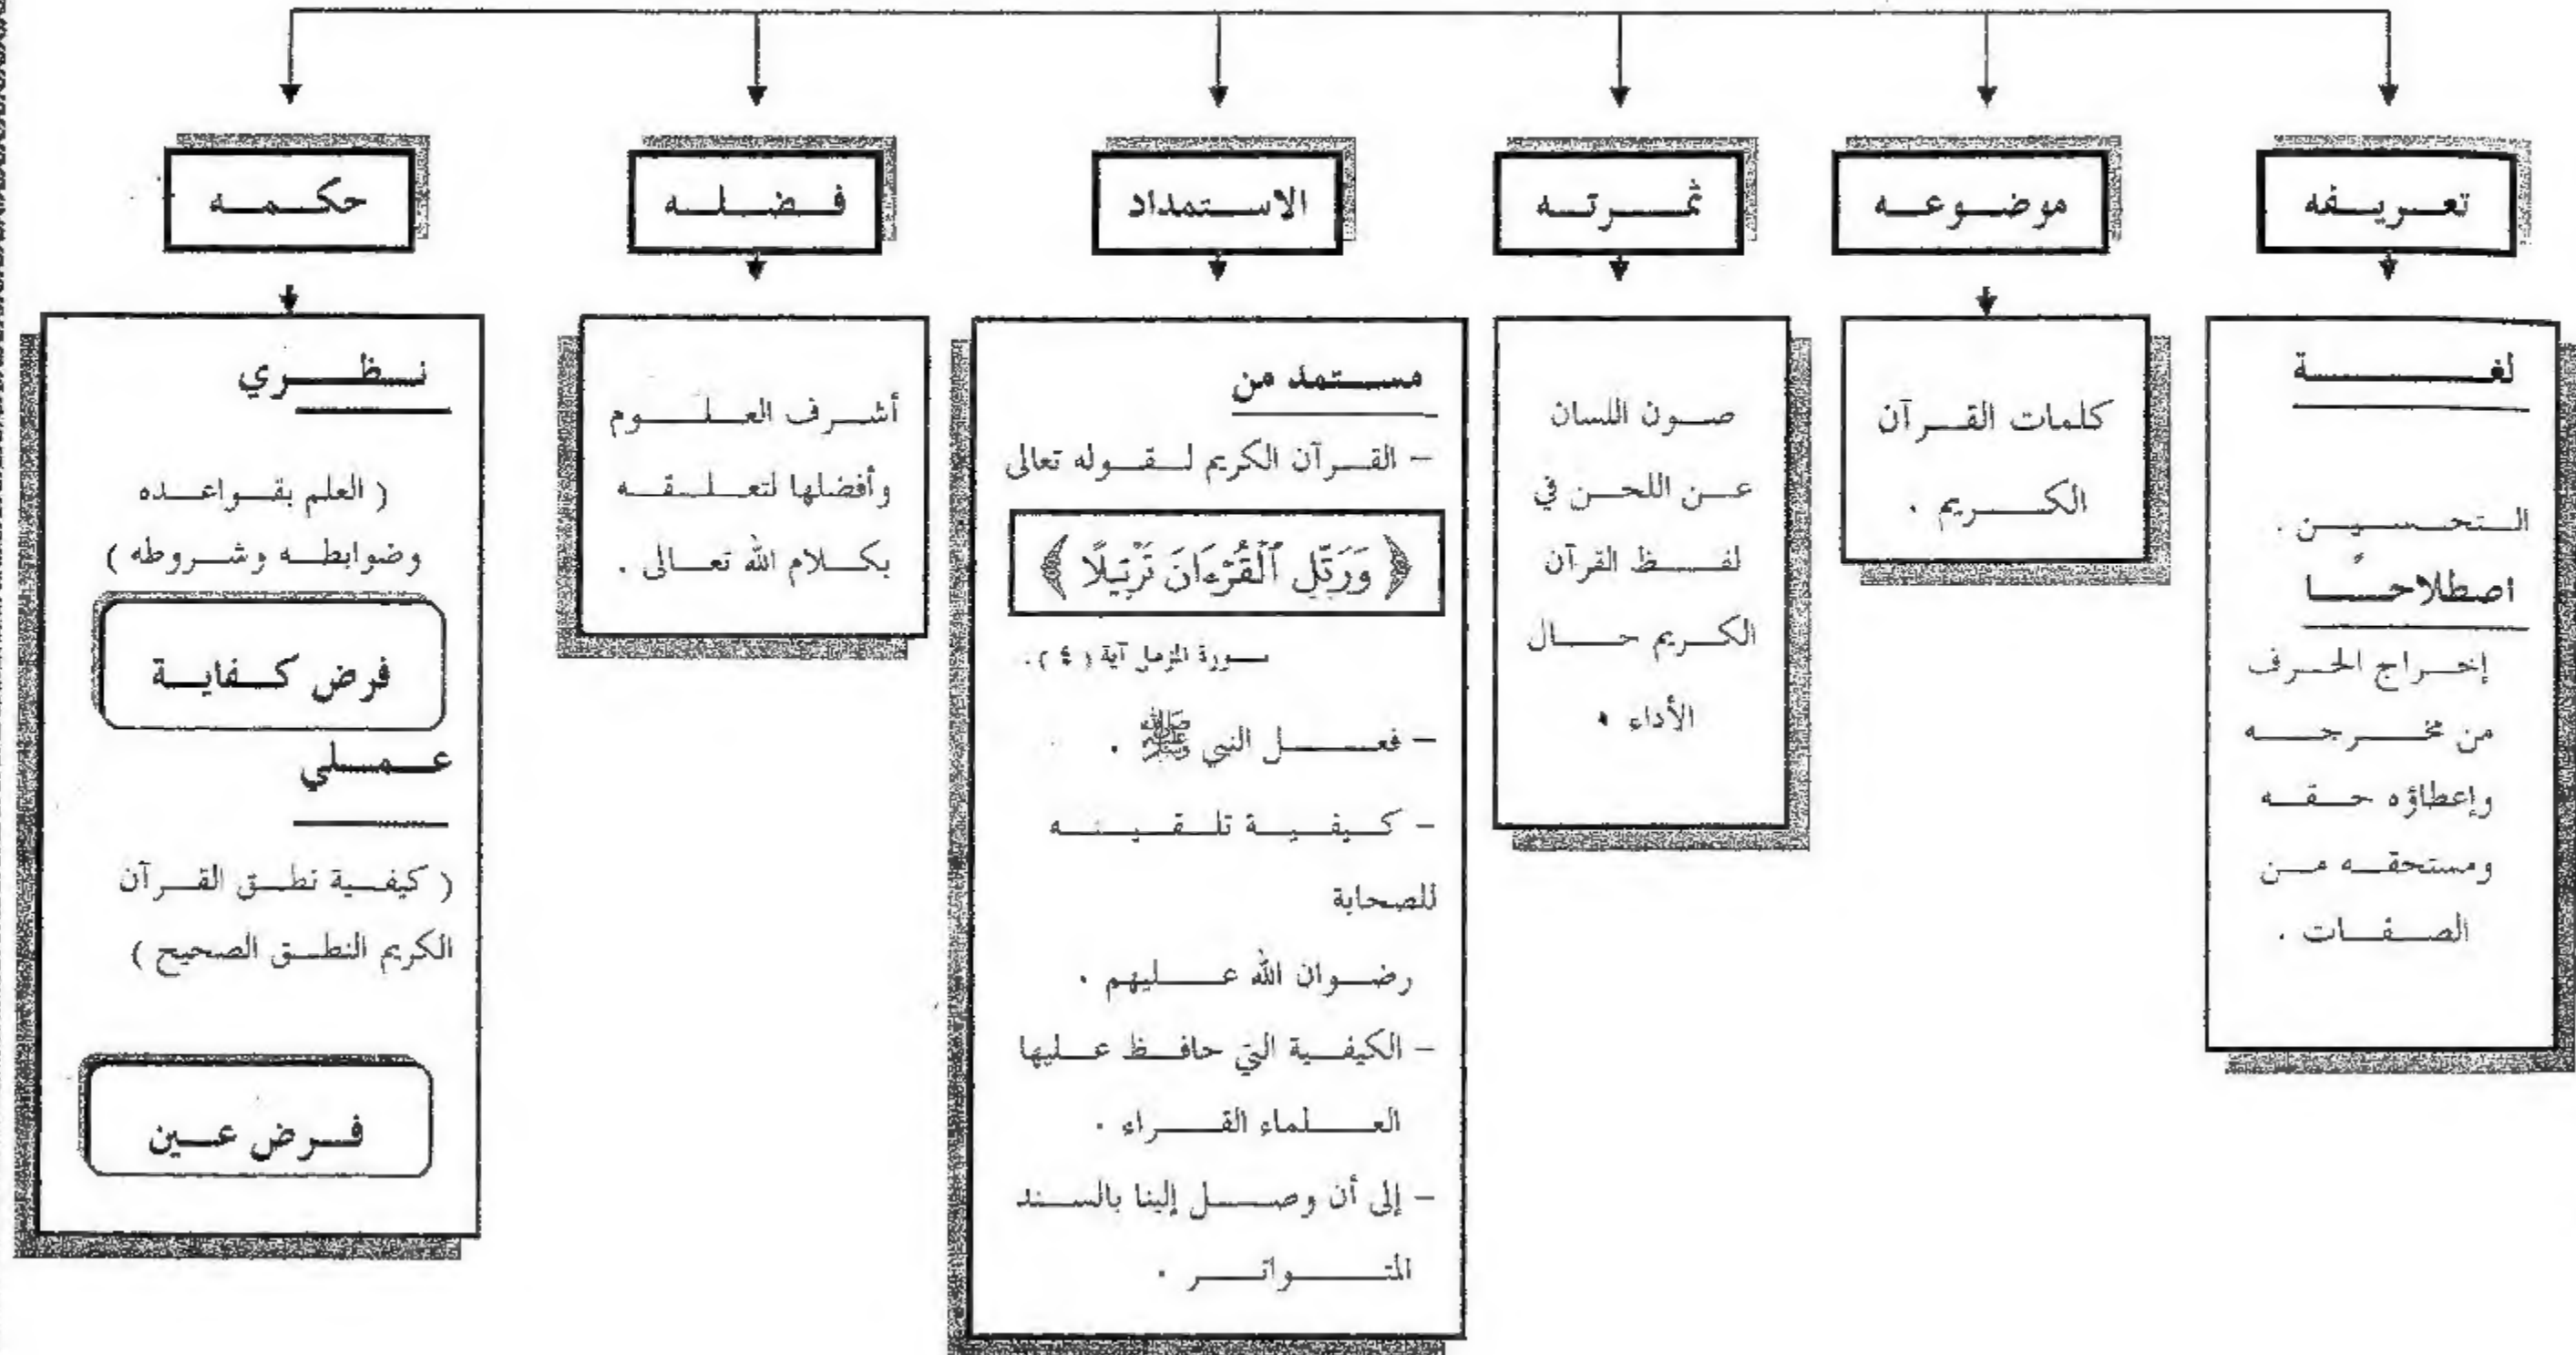 تعريفه
لغة
التحسين .
اصطلاحًا
إخراج الحرف
من مخرجه
وإعطاؤه حقه
ومستحقه من
الصفات .
موضوعه
كلمات القرآن
الكريم .
ثمرته
صون اللسان
عن اللحن في
لفظ القرآن
الكريم حال
الأداء .
الاستمداد
مستمد من
– القرآن الكريم لقوله تعالى
﴿ وَرَتِّلِ ٱلْقُرْءَانَ تَرْتِيلًا ﴾
سورة المزمل آية ( ٤ ) .
– فعل النبي ﷺ .
– كيفية تلقينه
للصحابة
رضوان الله عليهم .
– الكيفية التي حافظ عليها
العلماء القراء .
– إلى أن وصل إلينا بالسند
المتواتر .
فضله
أشرف العلوم
وأفضلها لتعلقه
بكلام الله تعالى .
حكمه
نظري
( العلم بقواعده
وضوابطه وشروطه )
فرض كفاية
عملي
( كيفية نطق القرآن
الكريم النطق الصحيح )
فرض عين